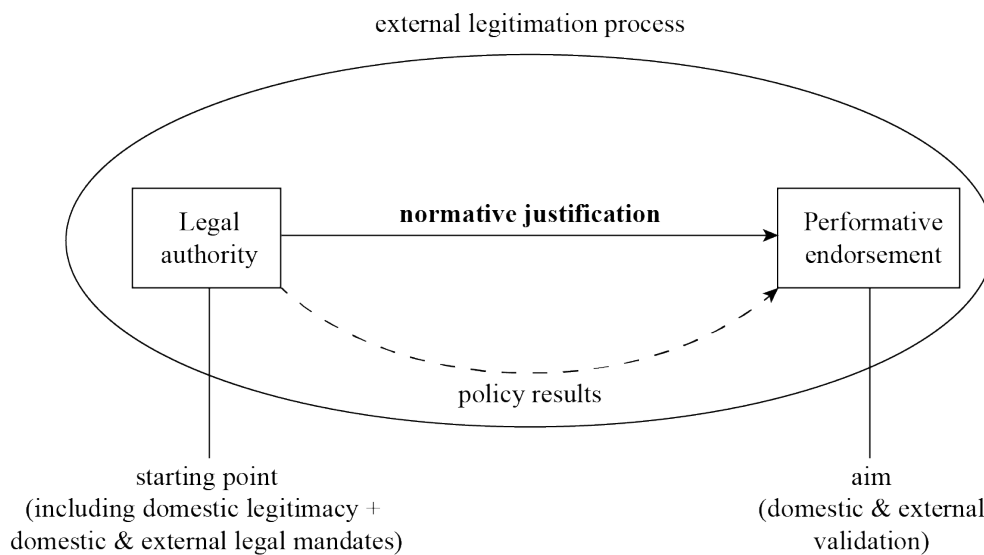 external legitimation process
Legal
authority
normative justification
Performative
endorsement
policy results
starting point
(including domestic legitimacy +
domestic & external legal mandates)
aim
(domestic & external
validation)